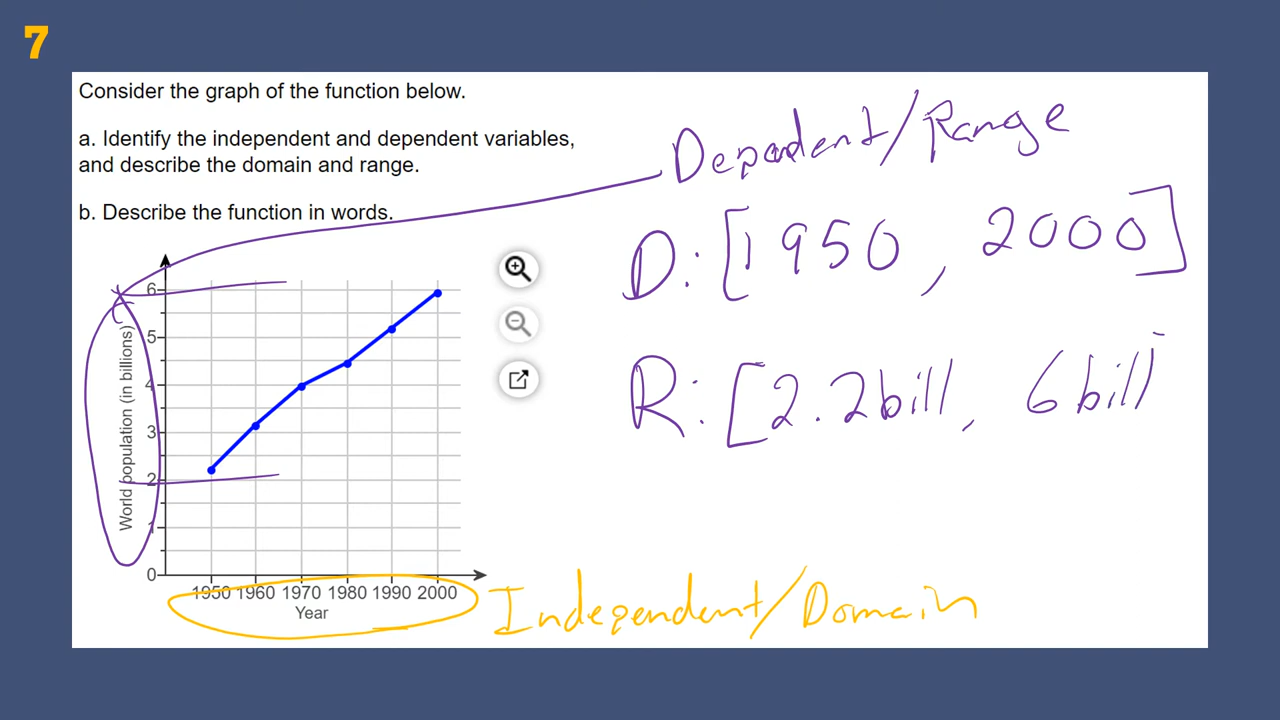 7
Consider the graph of the function below.
a. Identify the independent and dependent variables,
and describe the domain and range.
b. Describe the function in words.
Dependent/Range
D: [1950, 2000]
R: [2.2bill, 6bill
World population (in billions)
6
5
4
3
2
1
0
1950 1960 1970 1980 1990 2000
Year
Independent/Domain